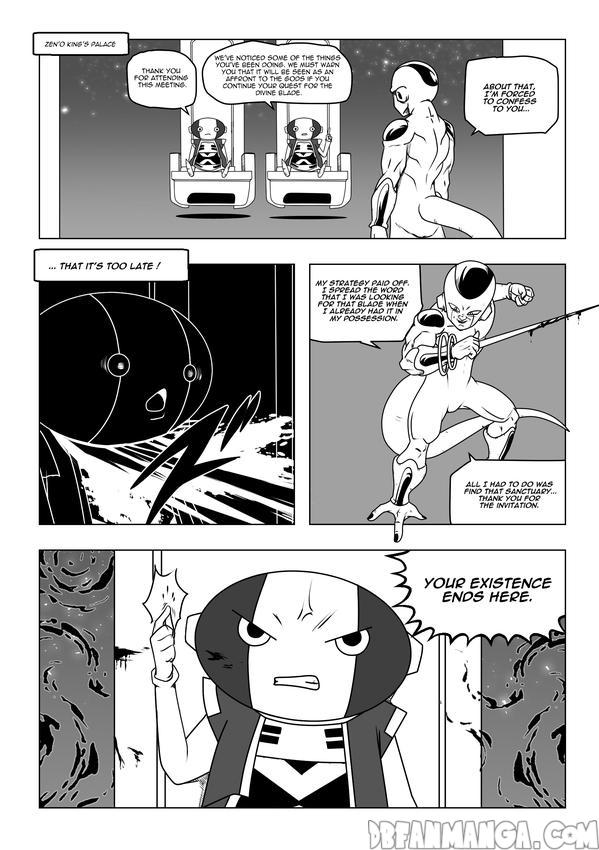 ZEN'O KING'S PALACE
THANK YOU
FOR ATTENDING
THIS MEETING.
WE'VE NOTICED SOME OF THE THINGS
YOU'VE BEEN DOING. WE MUST WARN
YOU THAT IT WILL BE SEEN AS AN
AFFRONT TO THE GODS IF YOU
CONTINUE YOUR QUEST FOR THE
DIVINE BLADE.
ABOUT THAT,
I'M FORCED
TO CONFESS
TO YOU...
... THAT IT'S TOO LATE !
MY STRATEGY PAID OFF.
I SPREAD THE WORD
THAT I WAS LOOKING
FOR THAT BLADE WHEN
I ALREADY HAD IT IN
MY POSSESSION.
ALL I HAD TO DO WAS
FIND THAT SANCTUARY...
THANK YOU FOR
THE INVITATION.
YOUR EXISTENCE
ENDS HERE.
DBFANMANGA.COM